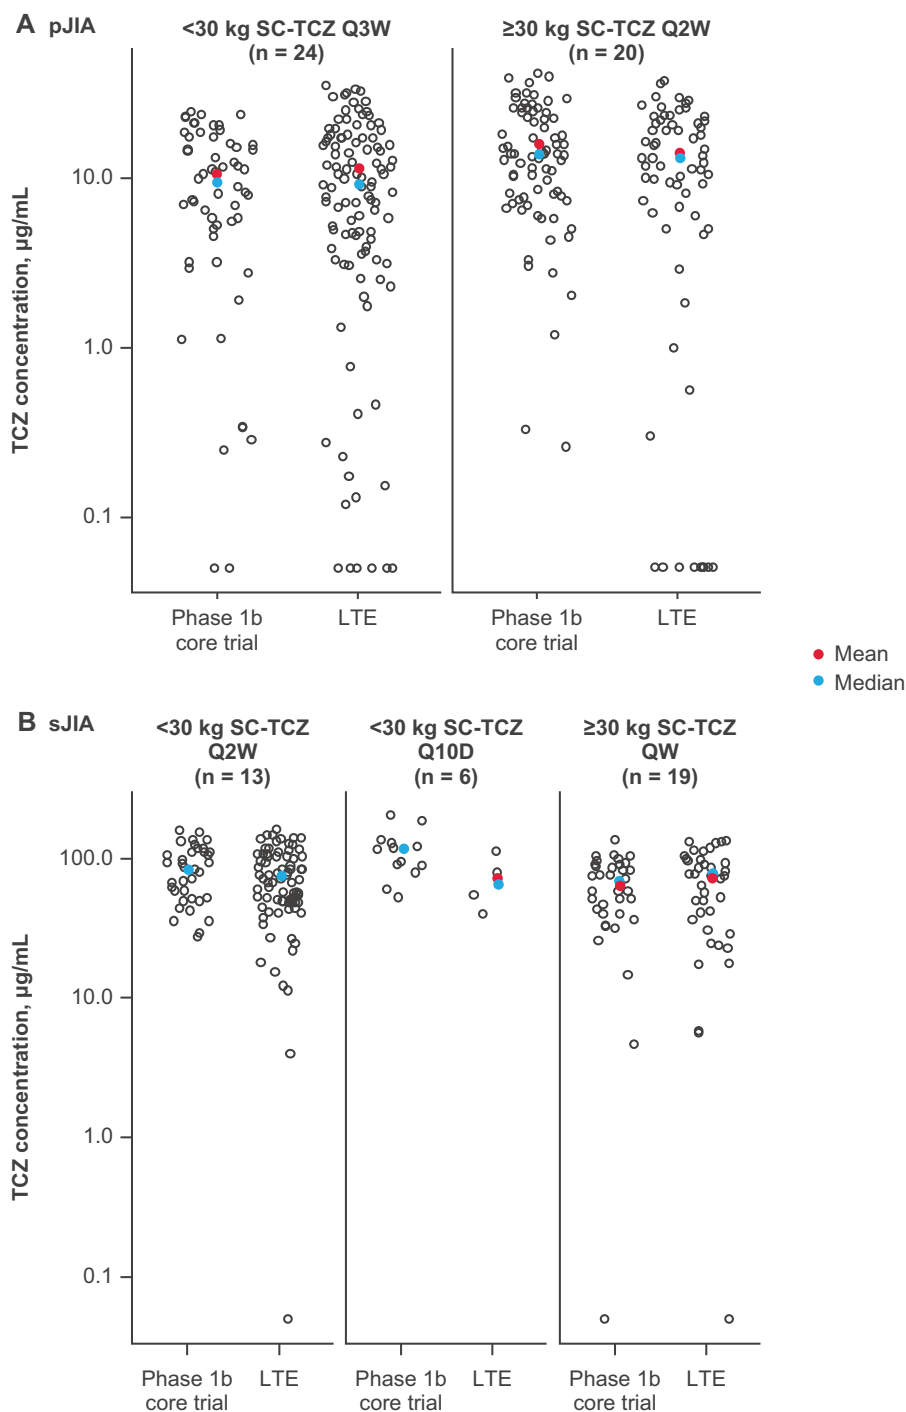 A pJIA
<30 kg SC-TCZ Q3W
(n = 24)
≥30 kg SC-TCZ Q2W
(n = 20)
TCZ concentration, µg/mL
10.0
1.0
0.1
Phase 1b
core trial
LTE
Phase 1b
core trial
LTE
Mean
Median
B sJIA
<30 kg SC-TCZ
Q2W
(n = 13)
<30 kg SC-TCZ
Q10D
(n = 6)
≥30 kg SC-TCZ
QW
(n = 19)
TCZ concentration, µg/mL
100.0
10.0
1.0
0.1
Phase 1b
core trial
LTE
Phase 1b
core trial
LTE
Phase 1b
core trial
LTE